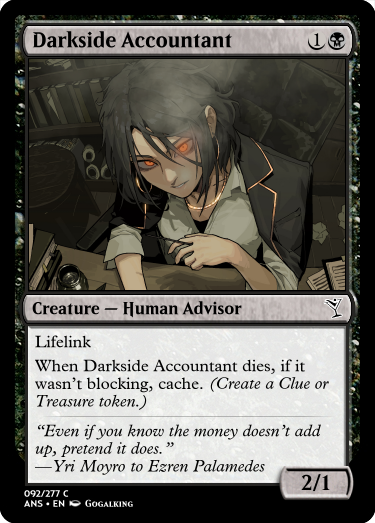 Darkside Accountant 1
Creature — Human Advisor
Lifelink
When Darkside Accountant dies, if it
wasn't blocking, cache. (Create a Clue or
Treasure token.)
“Even if you know the money doesn't add
up, pretend it does.”
—Yri Moyro to Ezren Palamedes
2/1
092/277 C
ANS • EN GOGALKING